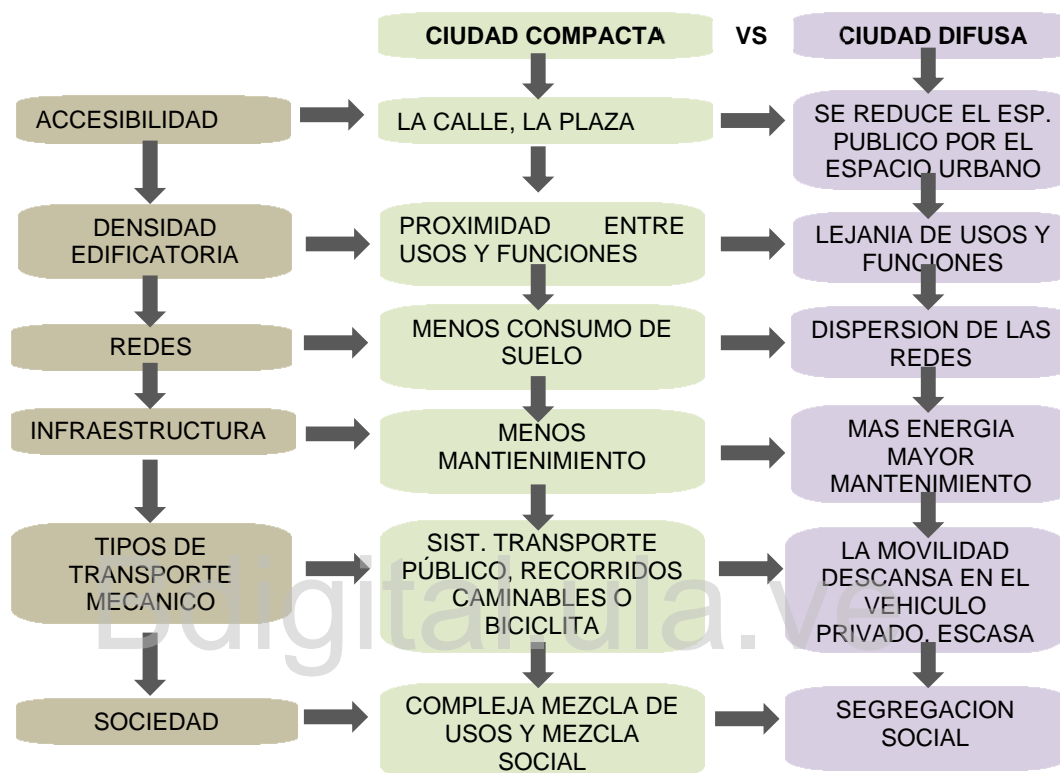 CIUDAD COMPACTA VS CIUDAD DIFUSA
ACCESIBILIDAD
LA CALLE, LA PLAZA
SE REDUCE EL ESP.
PUBLICO POR EL
ESPACIO URBANO
DENSIDAD
EDIFICATORIA
PROXIMIDAD ENTRE
USOS Y FUNCIONES
LEJANIA DE USOS Y
FUNCIONES
REDES
MENOS CONSUMO DE
SUELO
DISPERSION DE LAS
REDES
INFRAESTRUCTURA
MENOS
MANTIENIMIENTO
MAS ENERGIA
MAYOR
MANTENIMIENTO
TIPOS DE
TRANSPORTE
MECANICO
SIST. TRANSPORTE
PÚBLICO, RECORRIDOS
CAMINABLES O
BICICLITA
LA MOVILIDAD
DESCANSA EN EL
VEHICULO
PRIVADO, ESCASA
Bdigital.ula.ve
SOCIEDAD
COMPLEJA MEZCLA DE
USOS Y MEZCLA
SOCIAL
SEGREGACION
SOCIAL